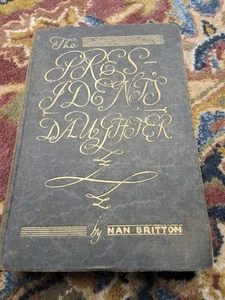 The
PRES-
IDENT'S
DAUGHTER
by NAN BRITTON